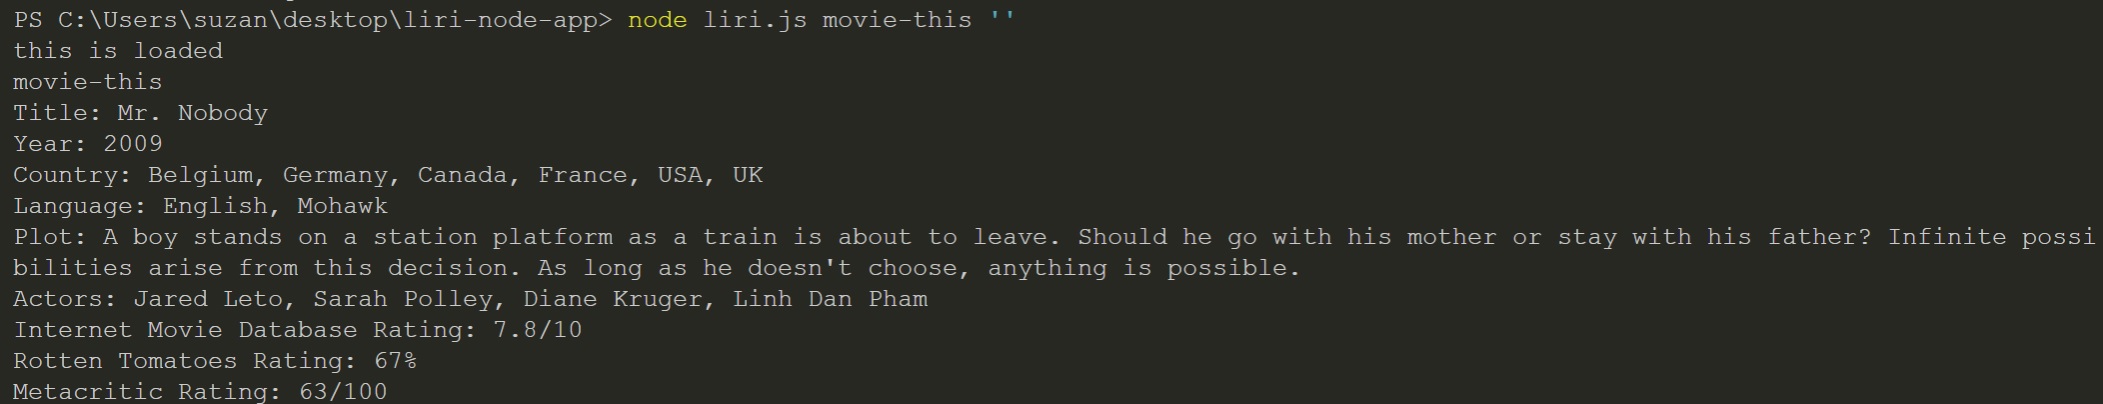 PS C:\Users\suzan\desktop\liri-node-app> node liri.js movie-this ''
this is loaded
movie-this
Title: Mr. Nobody
Year: 2009
Country: Belgium, Germany, Canada, France, USA, UK
Language: English, Mohawk
Plot: A boy stands on a station platform as a train is about to leave. Should he go with his mother or stay with his father? Infinite possi
bilities arise from this decision. As long as he doesn't choose, anything is possible.
Actors: Jared Leto, Sarah Polley, Diane Kruger, Linh Dan Pham
Internet Movie Database Rating: 7.8/10
Rotten Tomatoes Rating: 67%
Metacritic Rating: 63/100